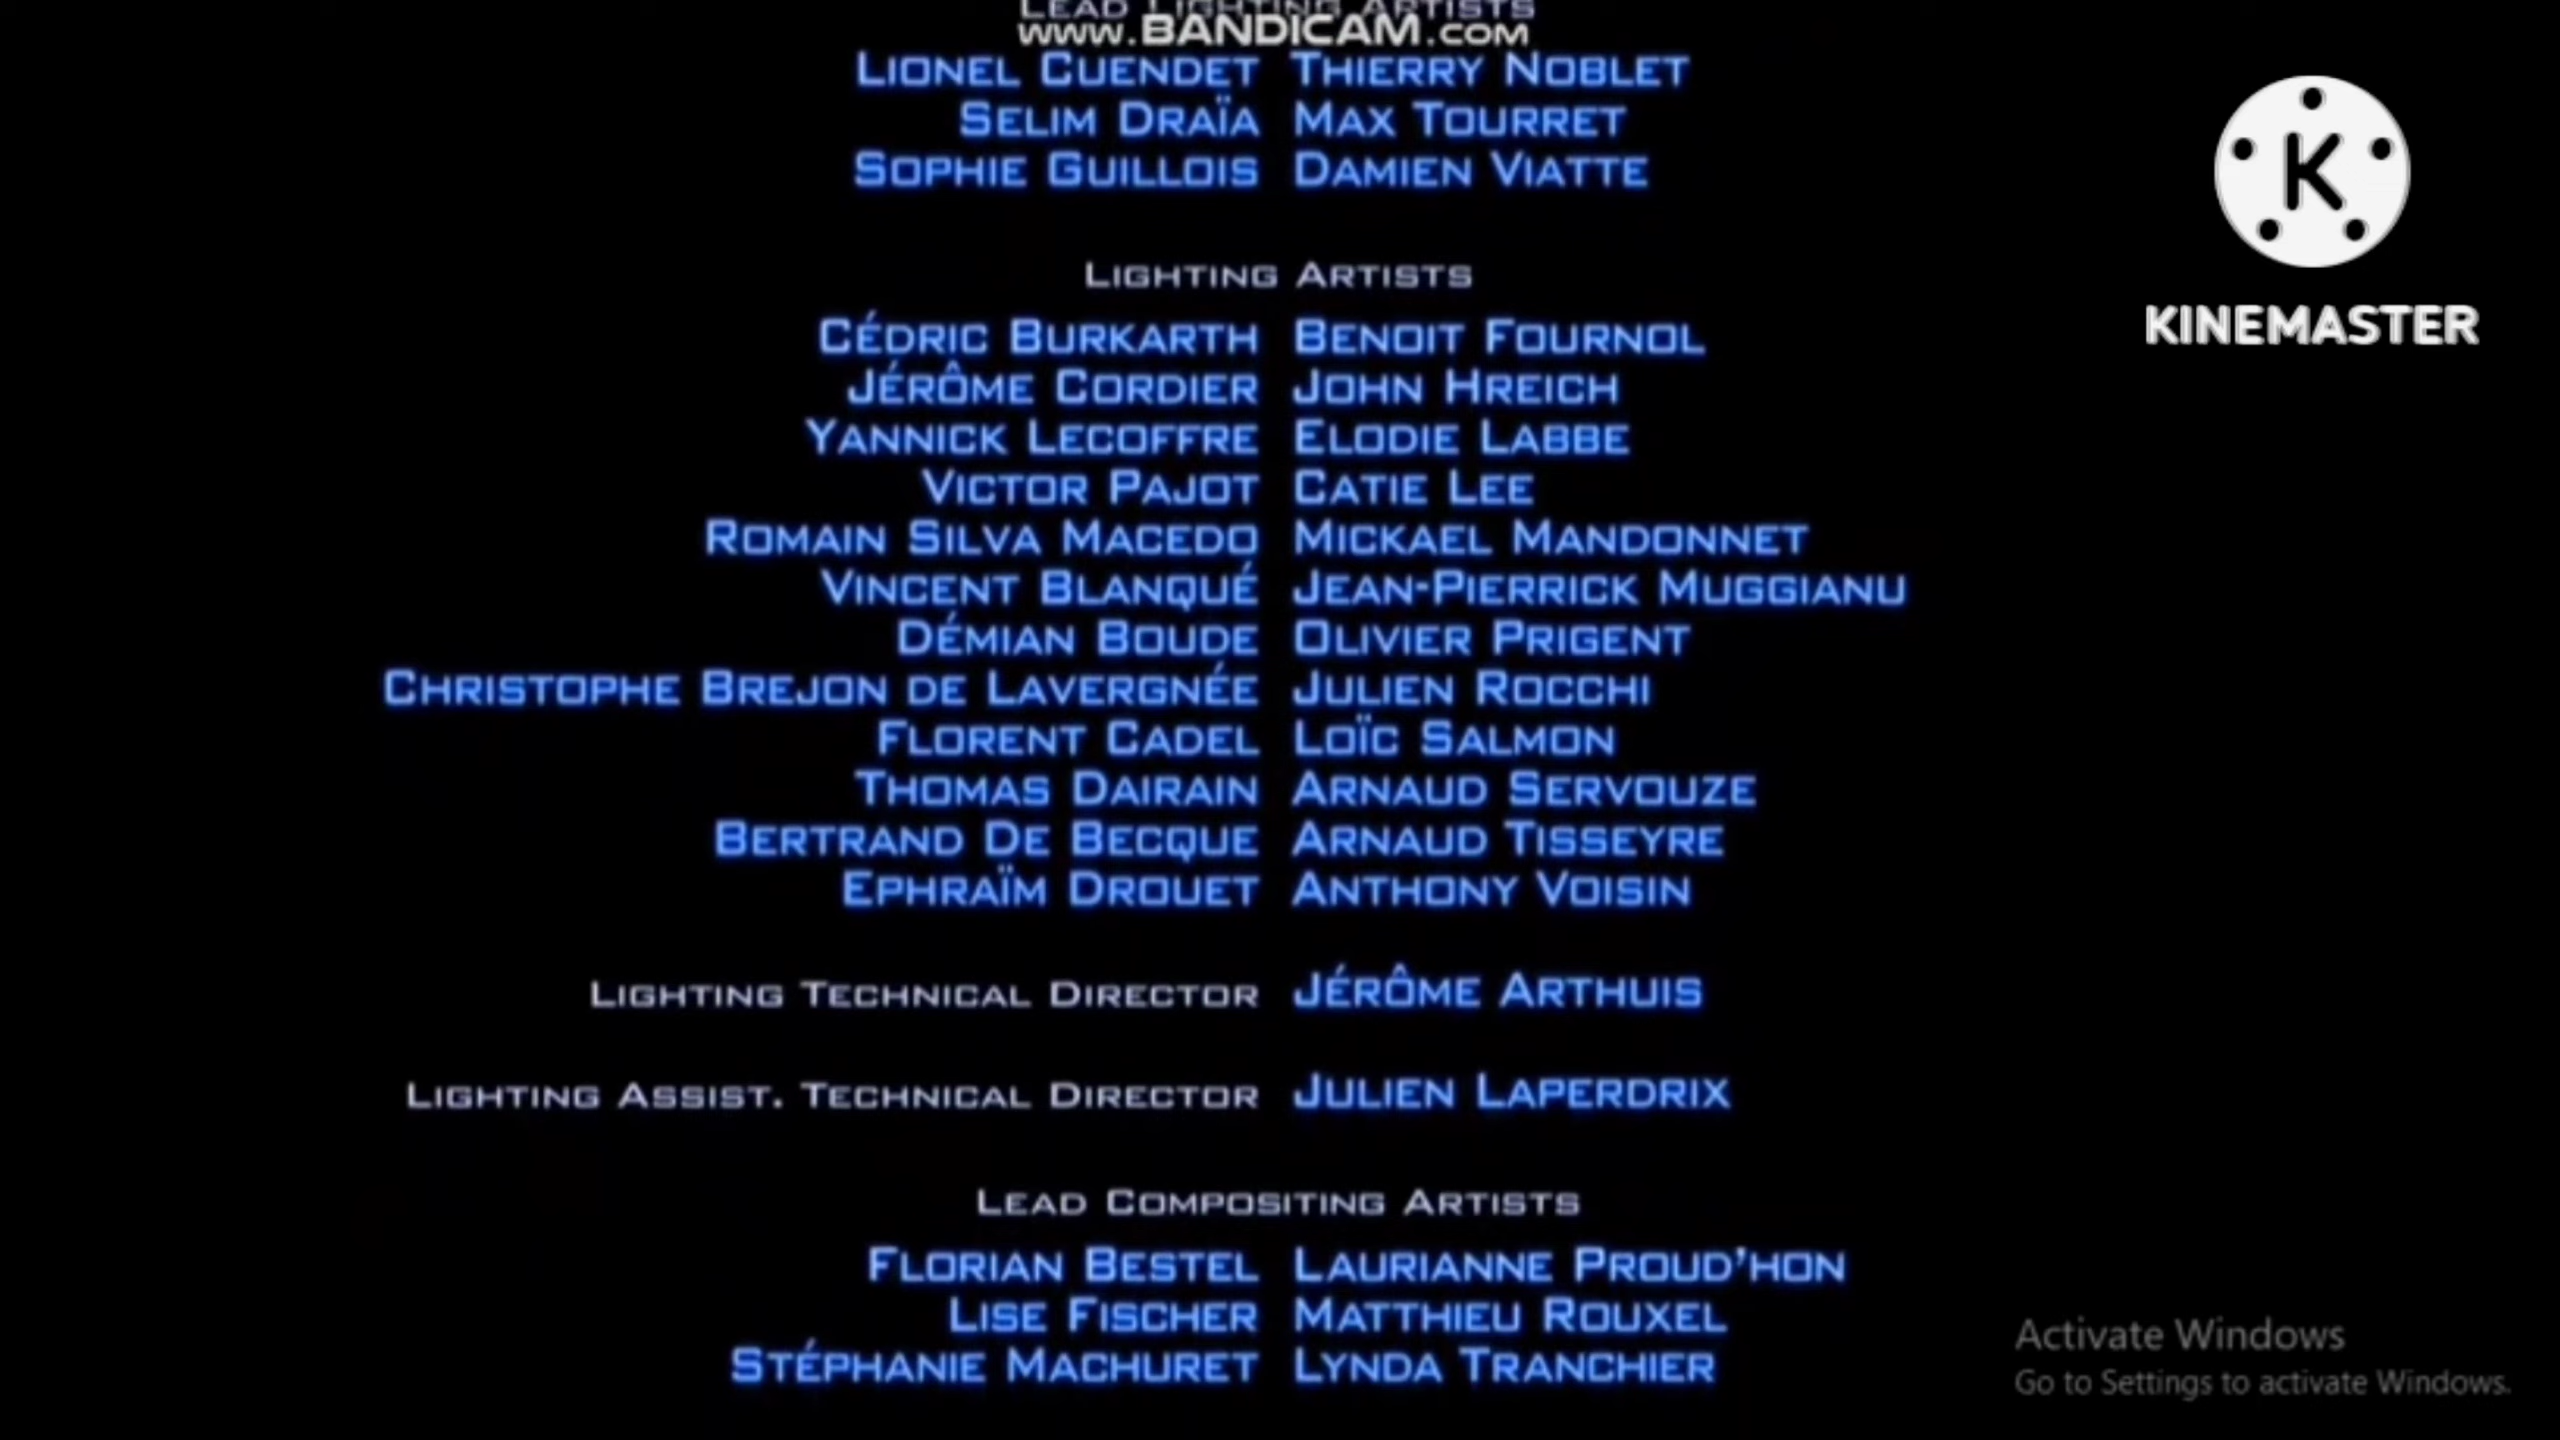 LEAD LIGHTING ARTISTS
www.BANDICAM.com
LIONEL CUENDET THIERRY NOBLET
SELIM DRAÏA MAX TOURRET
SOPHIE GUILLOIS DAMIEN VIATTE
K
KINEMASTER
LIGHTING ARTISTS
CÉDRIC BURKARTH BENOIT FOURNOL
JÉRÔME CORDIER JOHN HREICH
YANNICK LECOFFRE ELODIE LABBE
VICTOR PAJOT CATIE LEE
ROMAIN SILVA MACEDO MICKAEL MANDONNET
VINCENT BLANQUÉ JEAN-PIERRICK MUGGIANU
DÉMIAN BOUDE OLIVIER PRIGENT
CHRISTOPHE BREJON DE LAVERGNÉE JULIEN ROCCHI
FLORENT CADEL LOÏC SALMON
THOMAS DAIRAIN ARNAUD SERVOUZE
BERTRAND DE BECQUE ARNAUD TISSEYRE
EPHRAÏM DROUET ANTHONY VOISIN
LIGHTING TECHNICAL DIRECTOR JÉRÔME ARTHUIS
LIGHTING ASSIST. TECHNICAL DIRECTOR JULIEN LAPERDRIX
LEAD COMPOSITING ARTISTS
FLORIAN BESTEL LAURIANNE PROUD'HON
LISE FISCHER MATTHIEU ROUXEL
STÉPHANIE MACHURET LYNDA TRANCHIER
Activate Windows
Go to Settings to activate Windows.